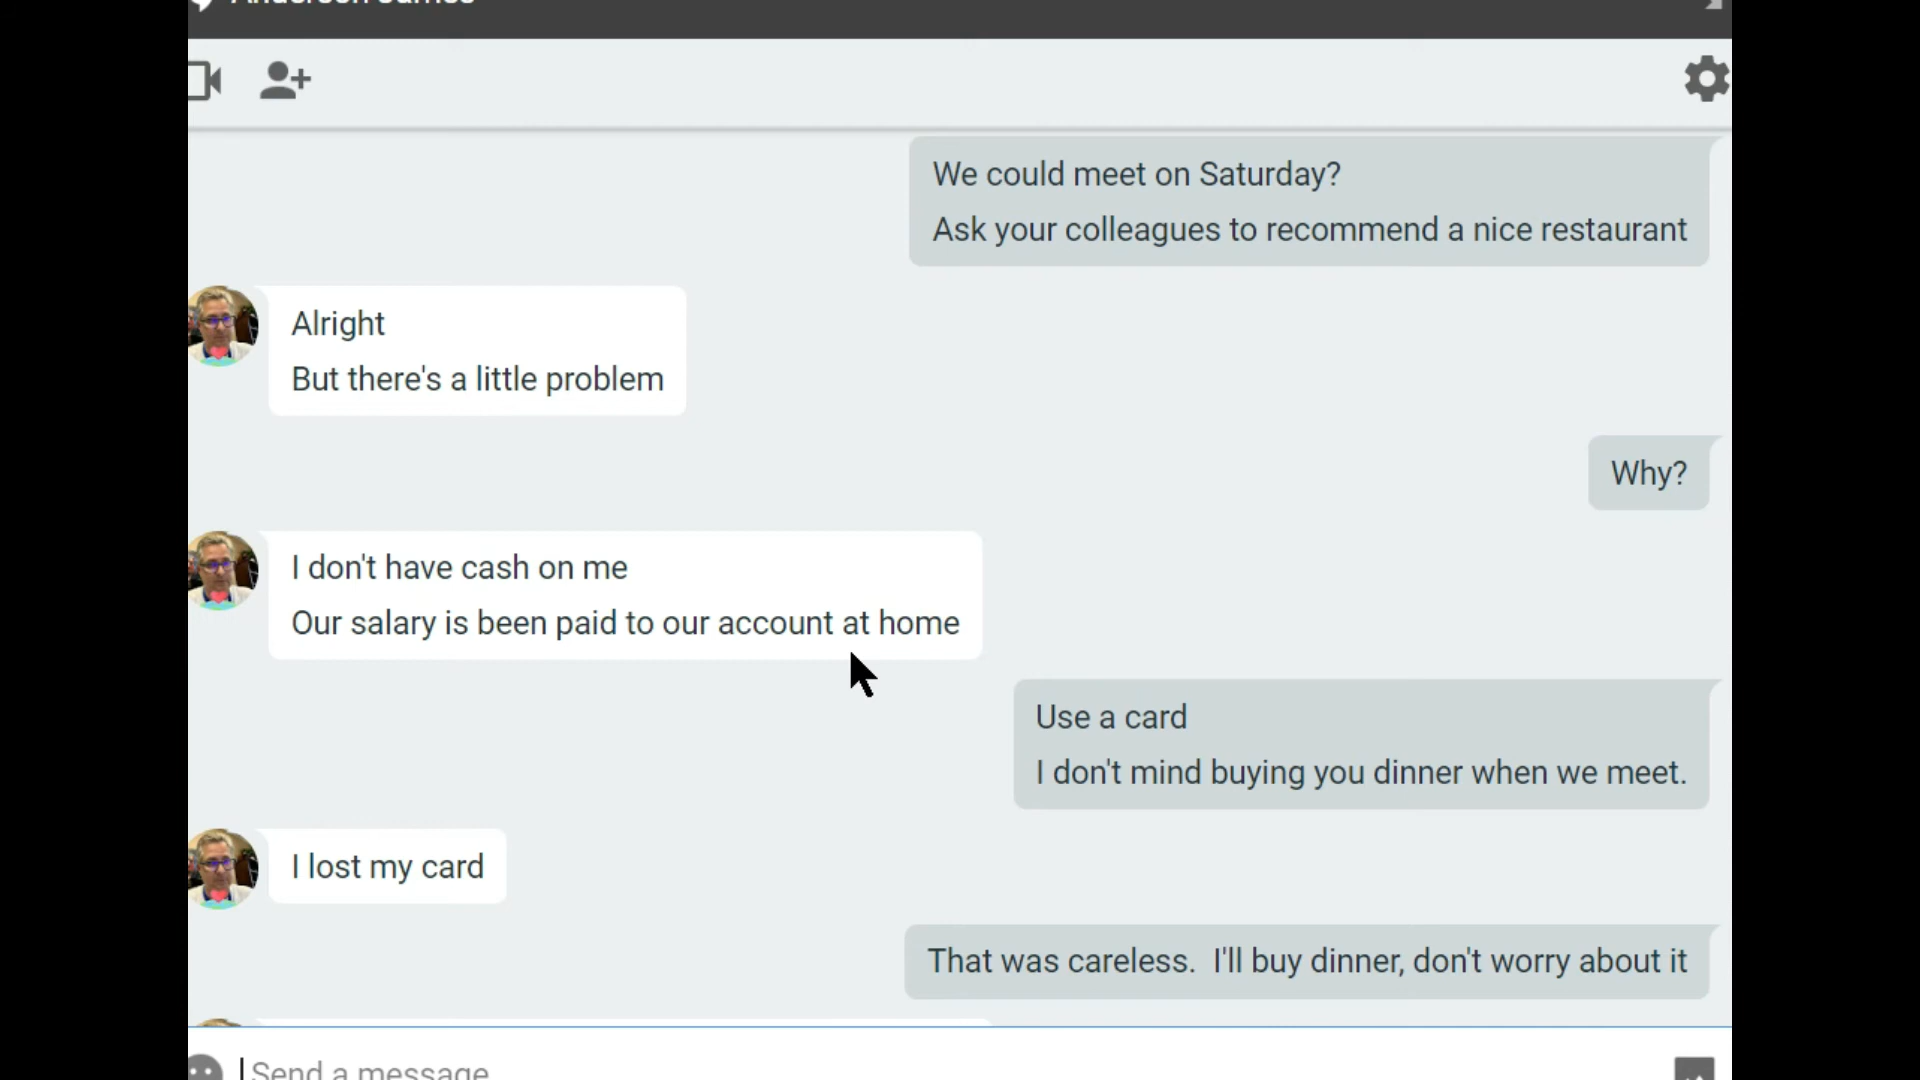 Anderson James
We could meet on Saturday?
Ask your colleagues to recommend a nice restaurant
Alright
But there's a little problem
Why?
I don't have cash on me
Our salary is been paid to our account at home
Use a card
I don't mind buying you dinner when we meet.
I lost my card
That was careless.  I'll buy dinner, don't worry about it
Send a message